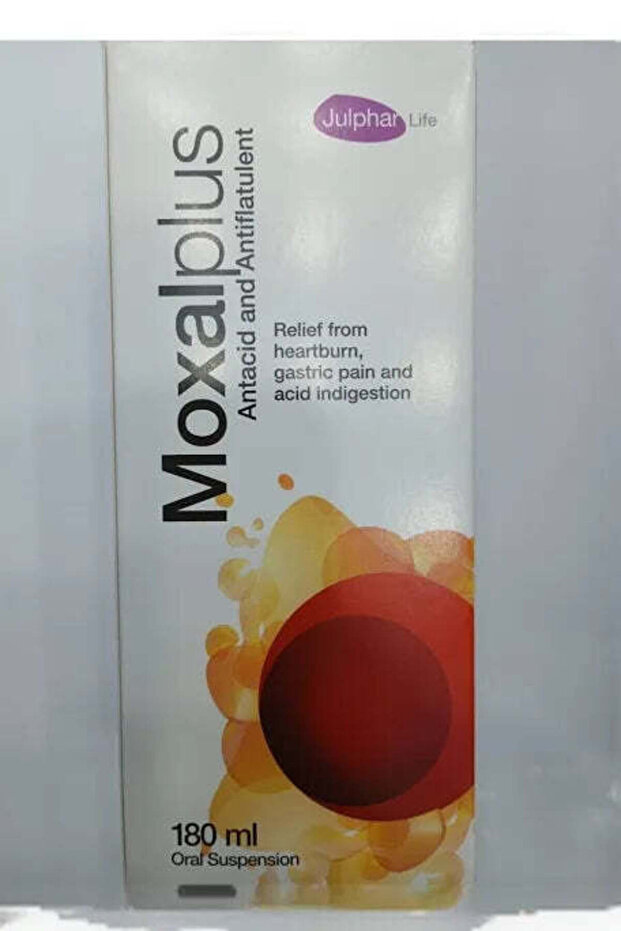 Julphar Life
Moxalplus
Antacid and Antiflatulent
Relief from
heartburn,
gastric pain and
acid indigestion
180 ml
Oral Suspension